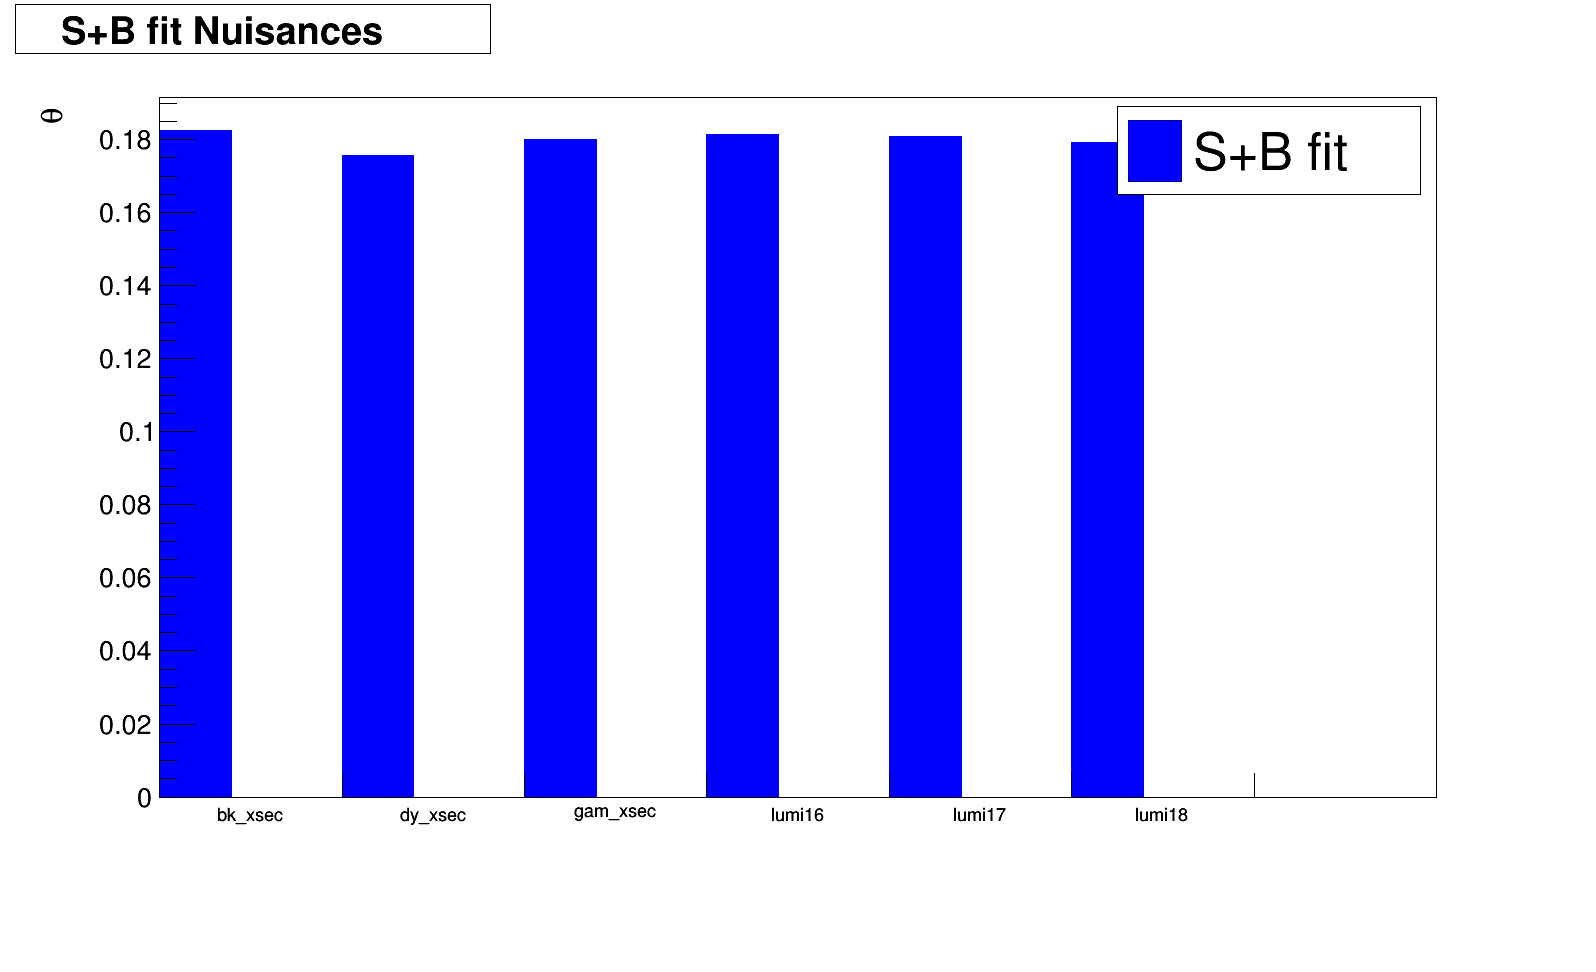 S+B fit Nuisances
θ
S+B fit
0.18
0.16
0.14
0.12
0.1
0.08
0.06
0.04
0.02
0
bk_xsec dy_xsec gam_xsec lumi16 lumi17 lumi18